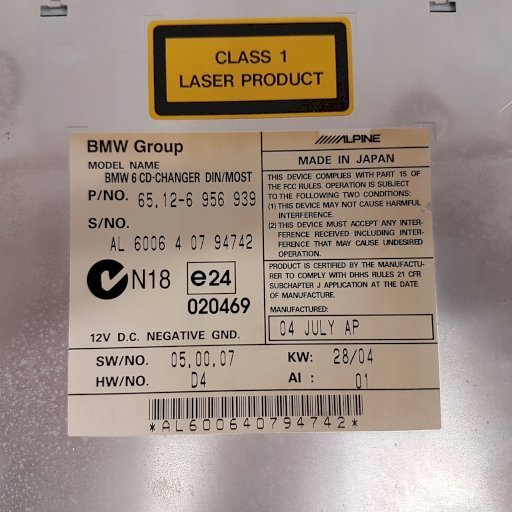 CLASS 1
LASER PRODUCT
BMW Group
MODEL NAME
BMW 6 CD-CHANGER DIN/MOST
P/NO. 65.12-6 956 939
S/NO.
AL 6006 4 07 94742
N18 e24
020469
12V D.C. NEGATIVE GND.
ALPINE
MADE IN JAPAN
THIS DEVICE COMPLIES WITH PART 15 OF
THE FCC RULES. OPERATION IS SUBJECT
TO THE FOLLOWING TWO CONDITIONS:
(1) THIS DEVICE MAY NOT CAUSE HARMFUL
INTERFERENCE.
(2) THIS DEVICE MUST ACCEPT ANY INTER-
FERENCE RECEIVED INCLUDING INTER-
FERENCE THAT MAY CAUSE UNDESIRED
OPERATION.
PRODUCT IS CERTIFIED BY THE MANUFACTU-
RER TO COMPLY WITH DHHS RULES 21 CFR
SUBCHAPTER J APPLICATION AT THE DATE
OF MANUFACTURE.
MANUFACTURED:
04 JULY AP
SW/NO. 05.00.07 KW: 28/04
HW/NO. D4 AI : 01
*AL600640794742*